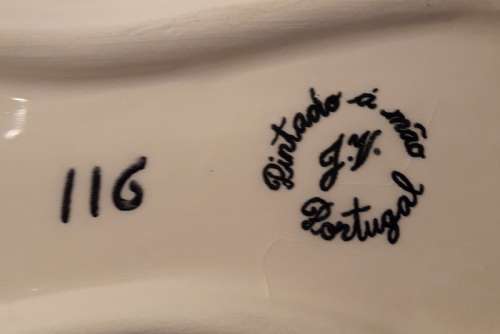 116
Pintado á mão
J.V.
Portugal